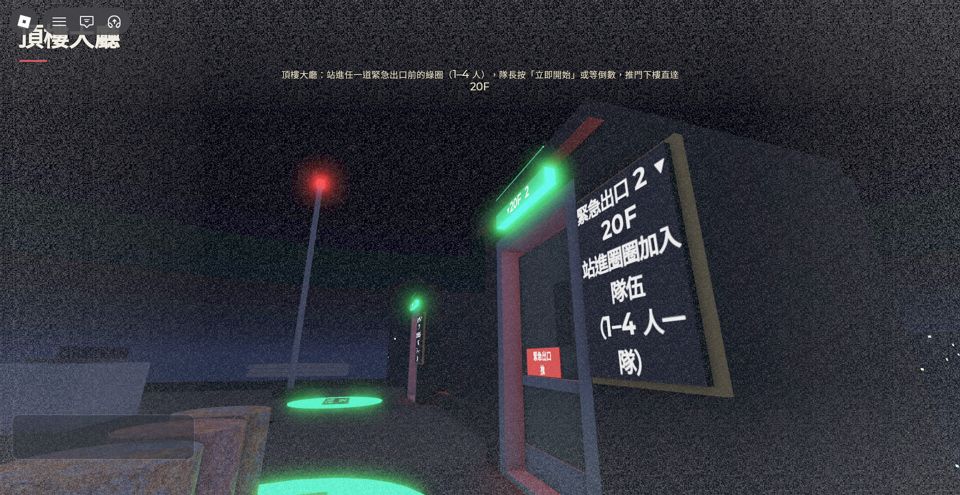 頂樓大廳
頂樓大廳：站進任一道緊急出口前的綠圈（1–4 人），隊長按「立即開始」或等倒數，推門下樓直達
20F
20F 2
緊急出口 2 ▼
20F
站進圈圈加入
隊伍
（1–4 人一
隊）
緊急出口